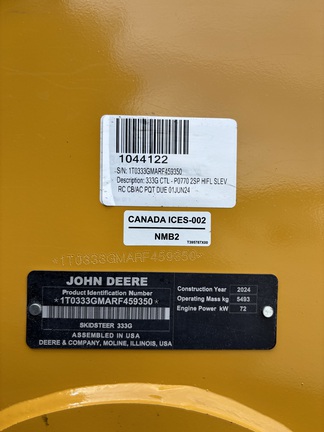 1044122
S/N: 1T0333GMARF459350
Description: 333G CTL - P0770 2SP HIFL SLEV
RC CB/AC PQT DUE 01JUN24
CANADA ICES-002
NMB2
*1T0333GMARF459350*
JOHN DEERE
Product Identification Number
*1T0333GMARF459350*
SKIDSTEER 333G
ASSEMBLED IN USA
DEERE & COMPANY, MOLINE, ILLINOIS, USA
Construction Year 2024
Operating Mass kg 5493
Engine Power kW 72